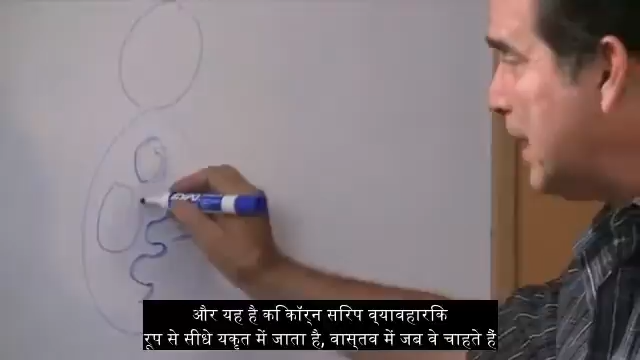 और यह है कि कॉर्न सिरप व्यावहारिक
रूप से सीधे यकृत में जाता है, वास्तव में जब वे चाहते हैं